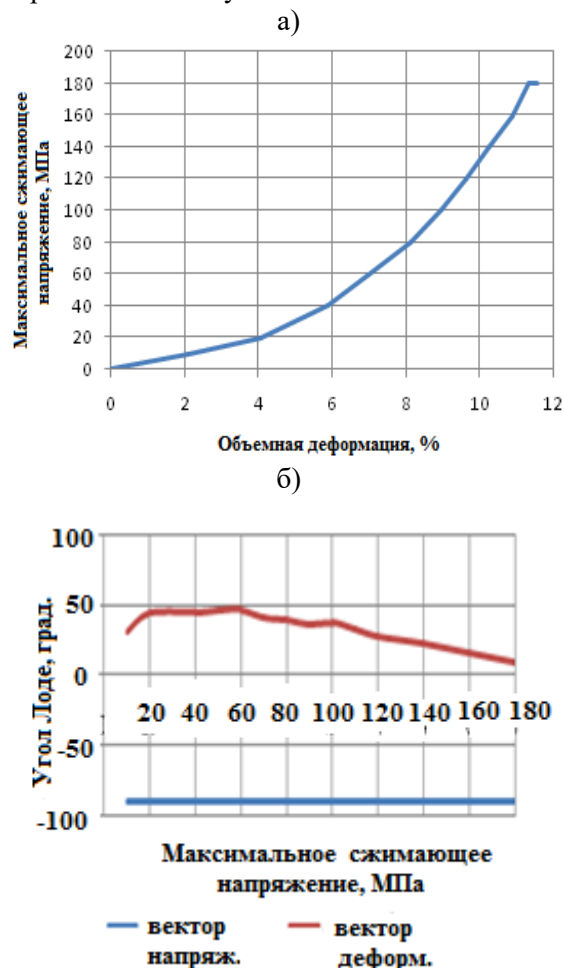 а)
Максимальное сжимающее
напряжение, МПа
200
180
160
140
120
100
80
60
40
20
0
0 2 4 6 8 10 12
Объемная деформация, %
б)
Угол Лоде, град.
100
50
0
20 40 60 80 100 120 140 160 180
-50
-100
Максимальное сжимающее
напряжение, МПа
вектор
напряж.
вектор
деформ.